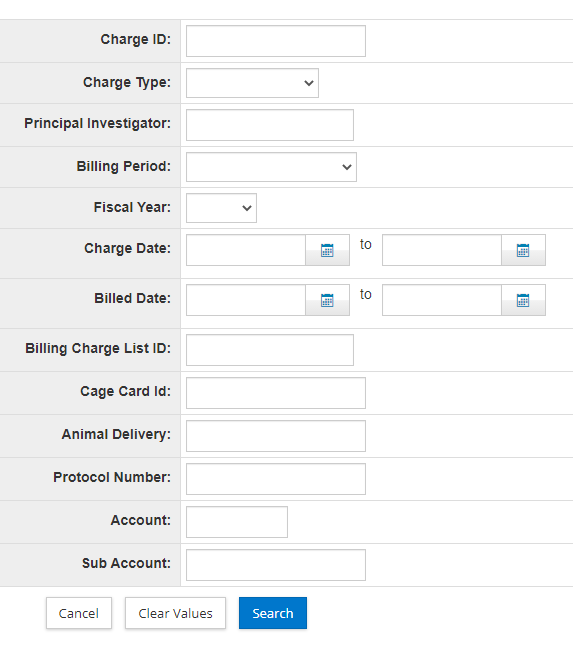 Charge ID:
Charge Type:
Principal Investigator:
Billing Period:
Fiscal Year:
Charge Date: to
Billed Date: to
Billing Charge List ID:
Cage Card Id:
Animal Delivery:
Protocol Number:
Account:
Sub Account:
Cancel Clear Values Search